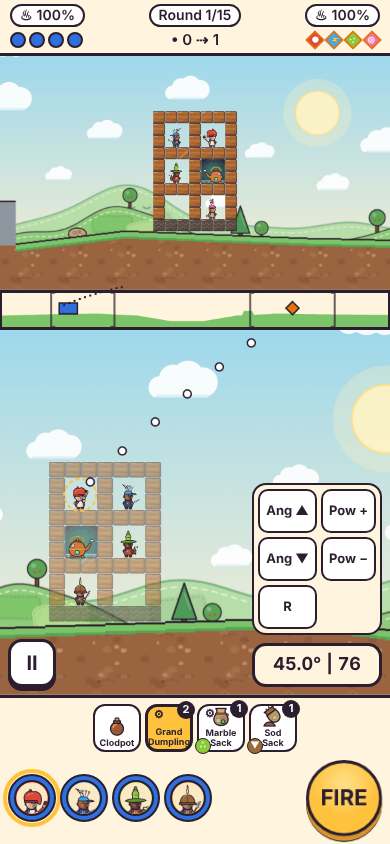 100%
Round 1/15
100%
• 0 ⇢ 1
Ang ▲
Pow +
Ang ▼
Pow −
R
45.0° | 76
2
1
1
Clodpot
Grand
Dumpling
Marble
Sack
Sod
Sack
FIRE